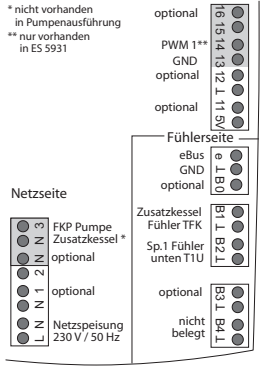 * nicht vorhanden
in Pumpenausführung
** nur vorhanden
in ES 5931
optional
16
15
PWM 1**
14
GND
13
optional
12
⊥
optional
11
5V
Fühlerseite
eBus
e
GND
⊥
optional
B0
Zusatzkessel
Fühler TFK
B1
⊥
Sp.1 Fühler
unten T1U
B2
⊥
optional
B3
⊥
nicht
belegt
B4
⊥
Netzseite
3
FKP Pumpe
Zusatzkessel *
N
N
optional
2
1
optional
N
N
Netzspeisung
230 V / 50 Hz
L